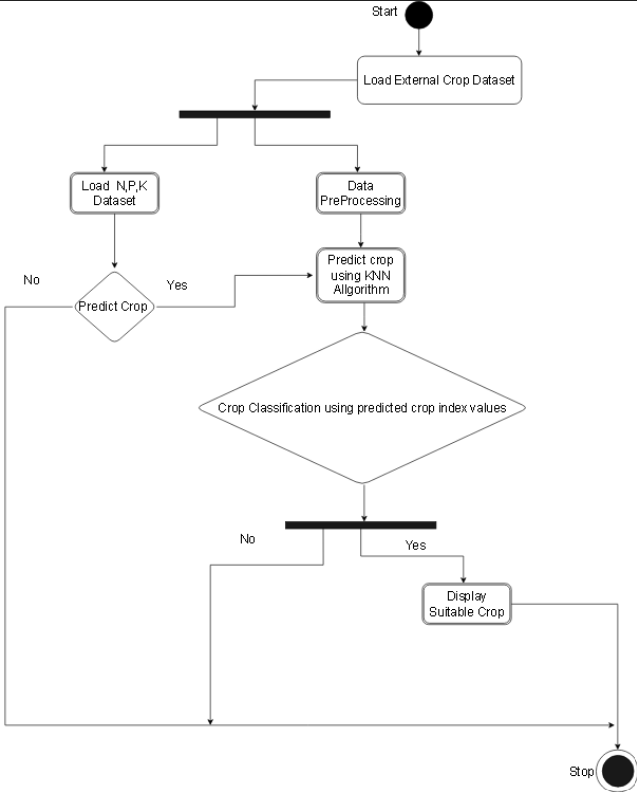 Start
Load External Crop Dataset
Load N,P,K
Dataset
Data
PreProcessing
Predict crop
using KNN
Allgorithm
No
Predict Crop
Yes
Crop Classification using predicted crop index values
No
Yes
Display
Suitable Crop
Stop